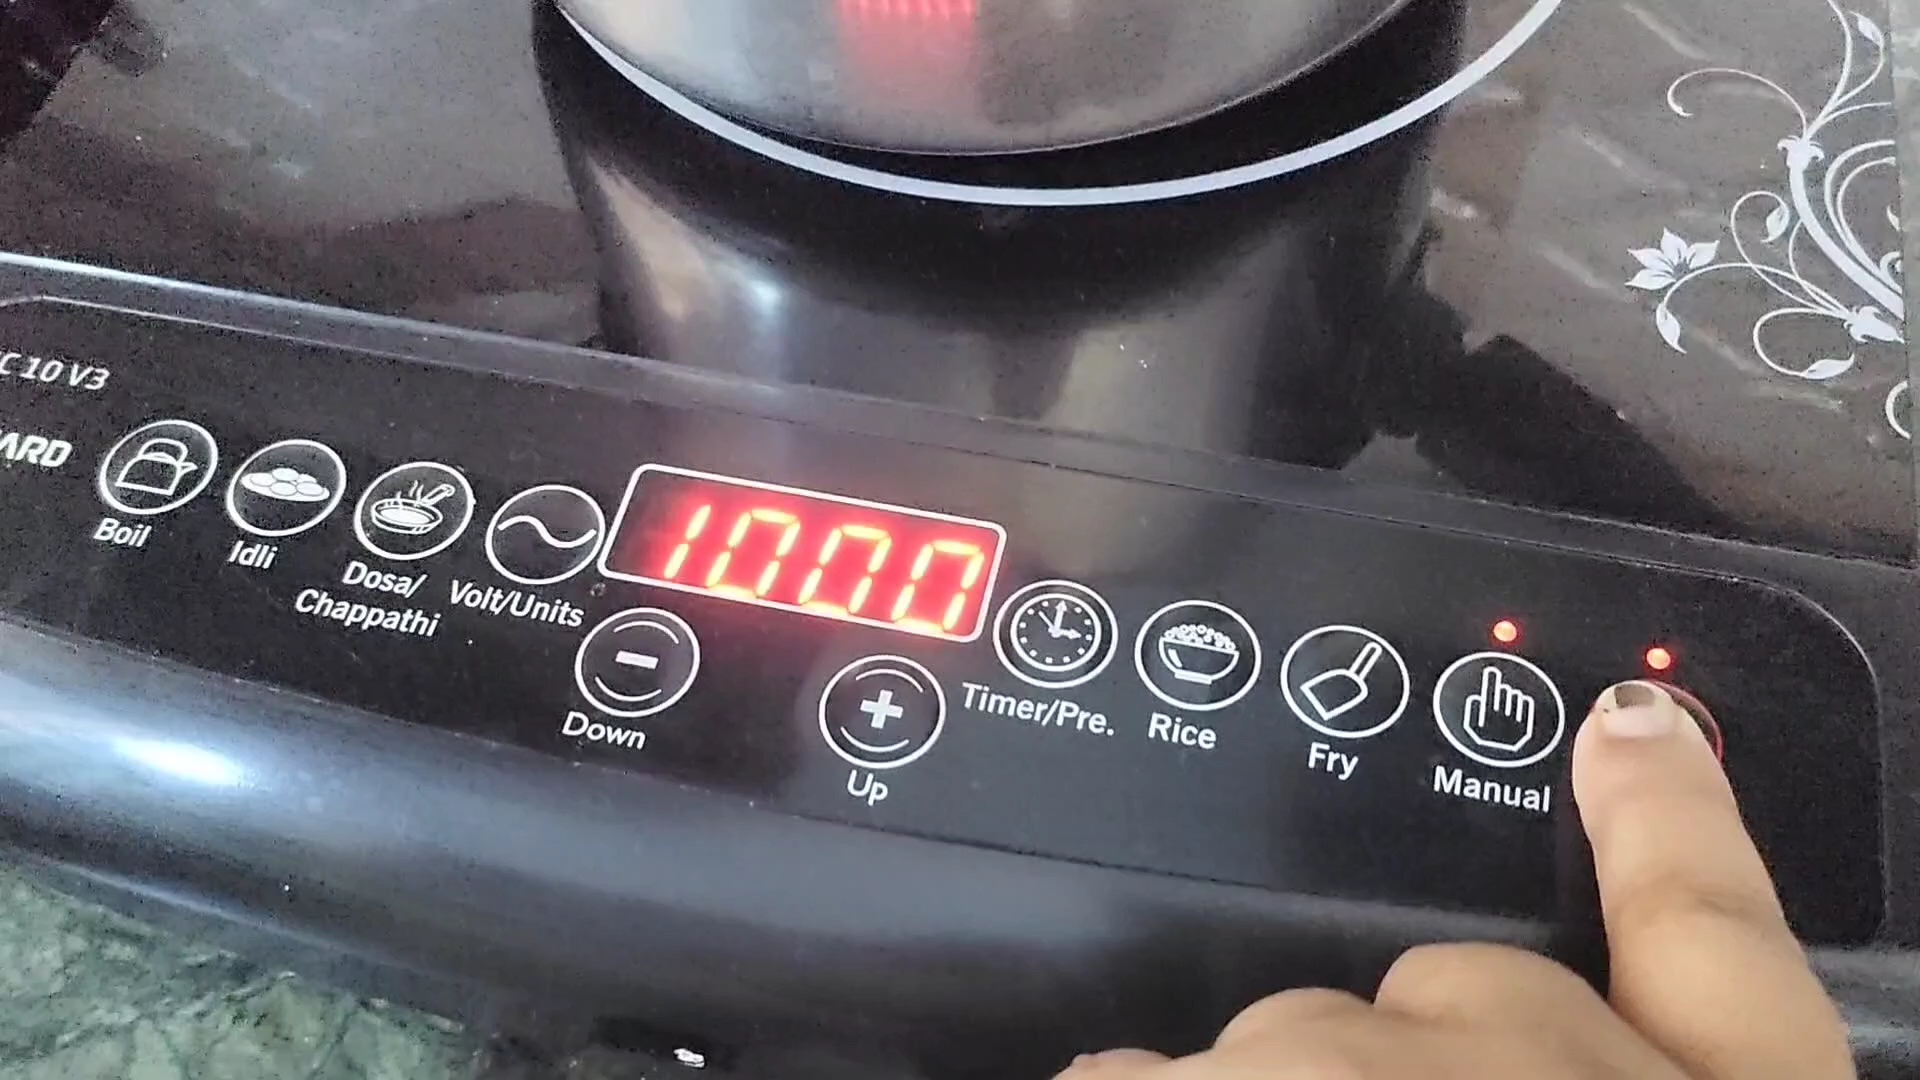 C 10 V3
ARD
Boil
Idli
Dosa/
Chappathi
Volt/Units
1000
Down
Up
Timer/Pre.
Rice
Fry
Manual